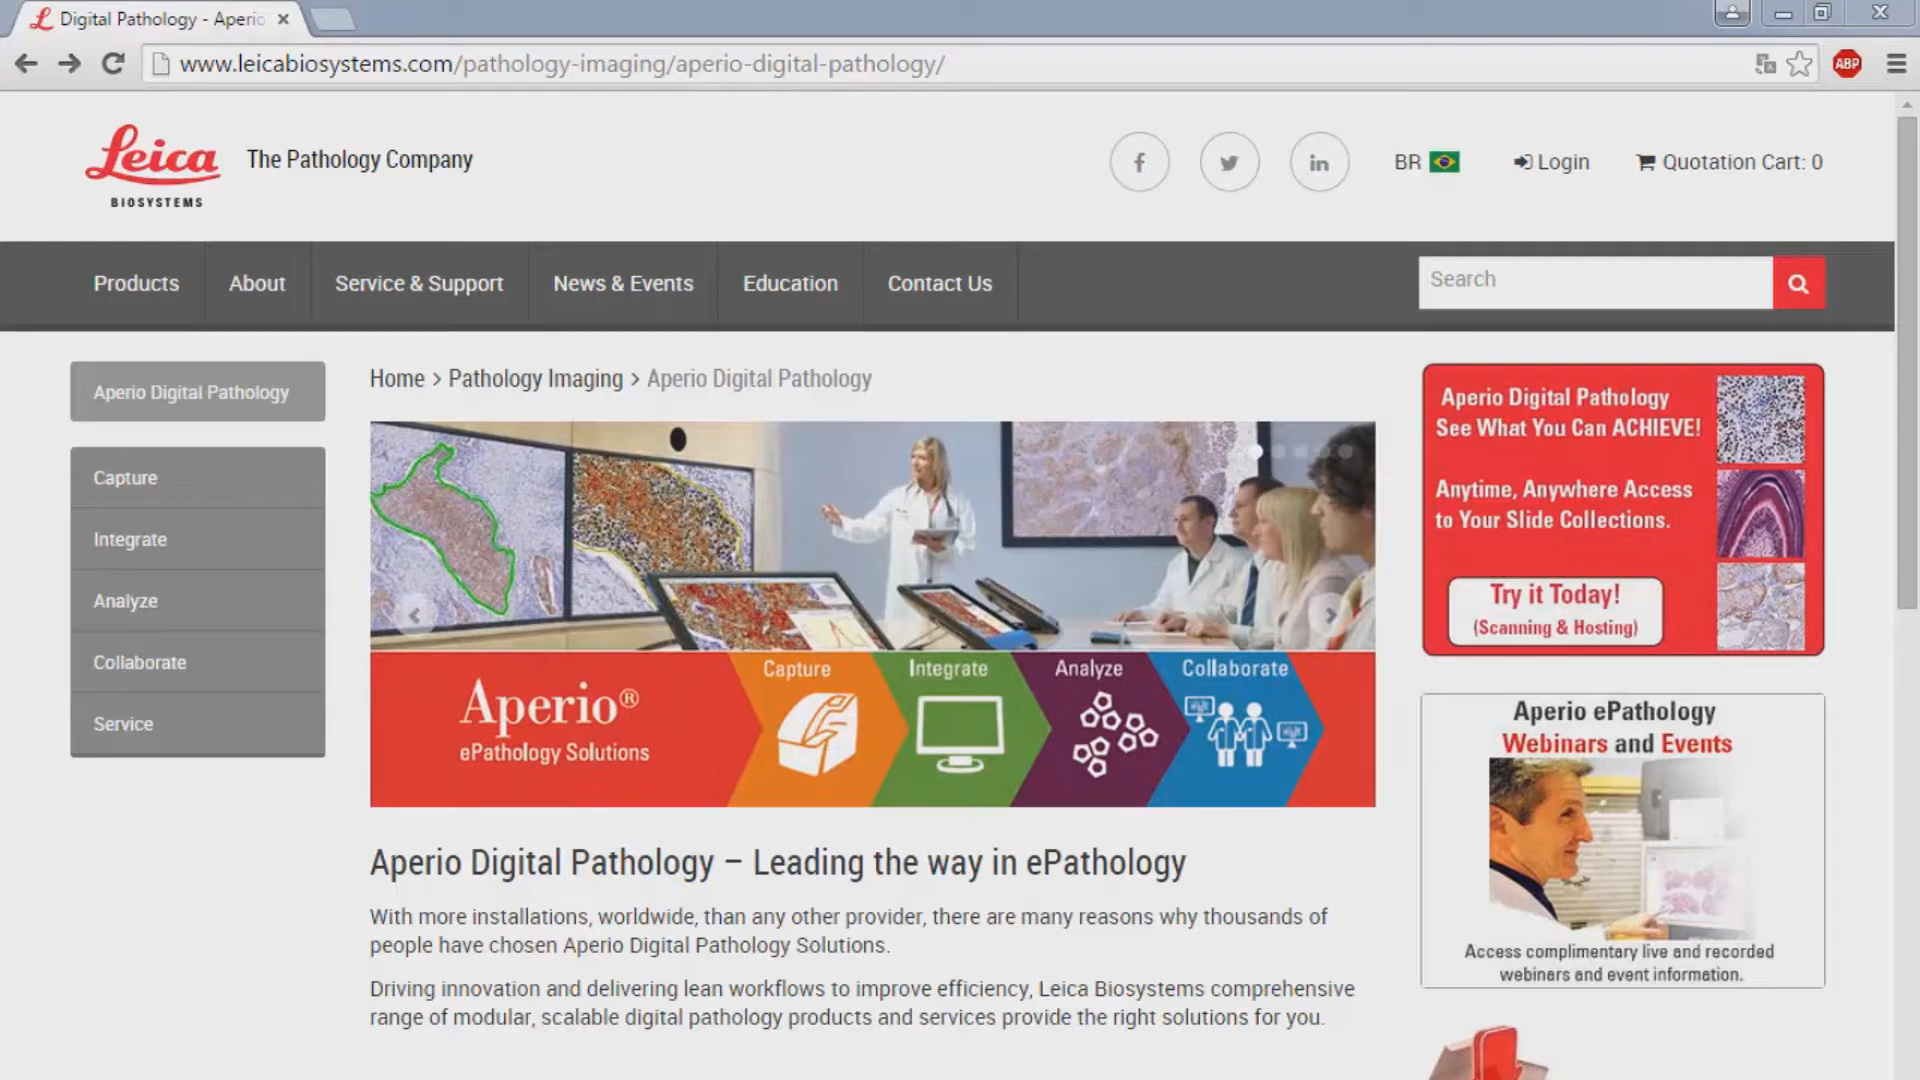 Digital Pathology - Aperio
www.leicabiosystems.com/pathology-imaging/aperio-digital-pathology/
ABP
Leica
BIOSYSTEMS
The Pathology Company
BR
Login
Quotation Cart: 0
Products
About
Service & Support
News & Events
Education
Contact Us
Search
Aperio Digital Pathology
Capture
Integrate
Analyze
Collaborate
Service
Home > Pathology Imaging > Aperio Digital Pathology
Aperio®
ePathology Solutions
Capture
Integrate
Analyze
Collaborate
Aperio Digital Pathology – Leading the way in ePathology
With more installations, worldwide, than any other provider, there are many reasons why thousands of
people have chosen Aperio Digital Pathology Solutions.
Driving innovation and delivering lean workflows to improve efficiency, Leica Biosystems comprehensive
range of modular, scalable digital pathology products and services provide the right solutions for you.
Aperio Digital Pathology
See What You Can ACHIEVE!
Anytime, Anywhere Access
to Your Slide Collections.
Try it Today!
(Scanning & Hosting)
Aperio ePathology
Webinars and Events
Access complimentary live and recorded
webinars and event information.